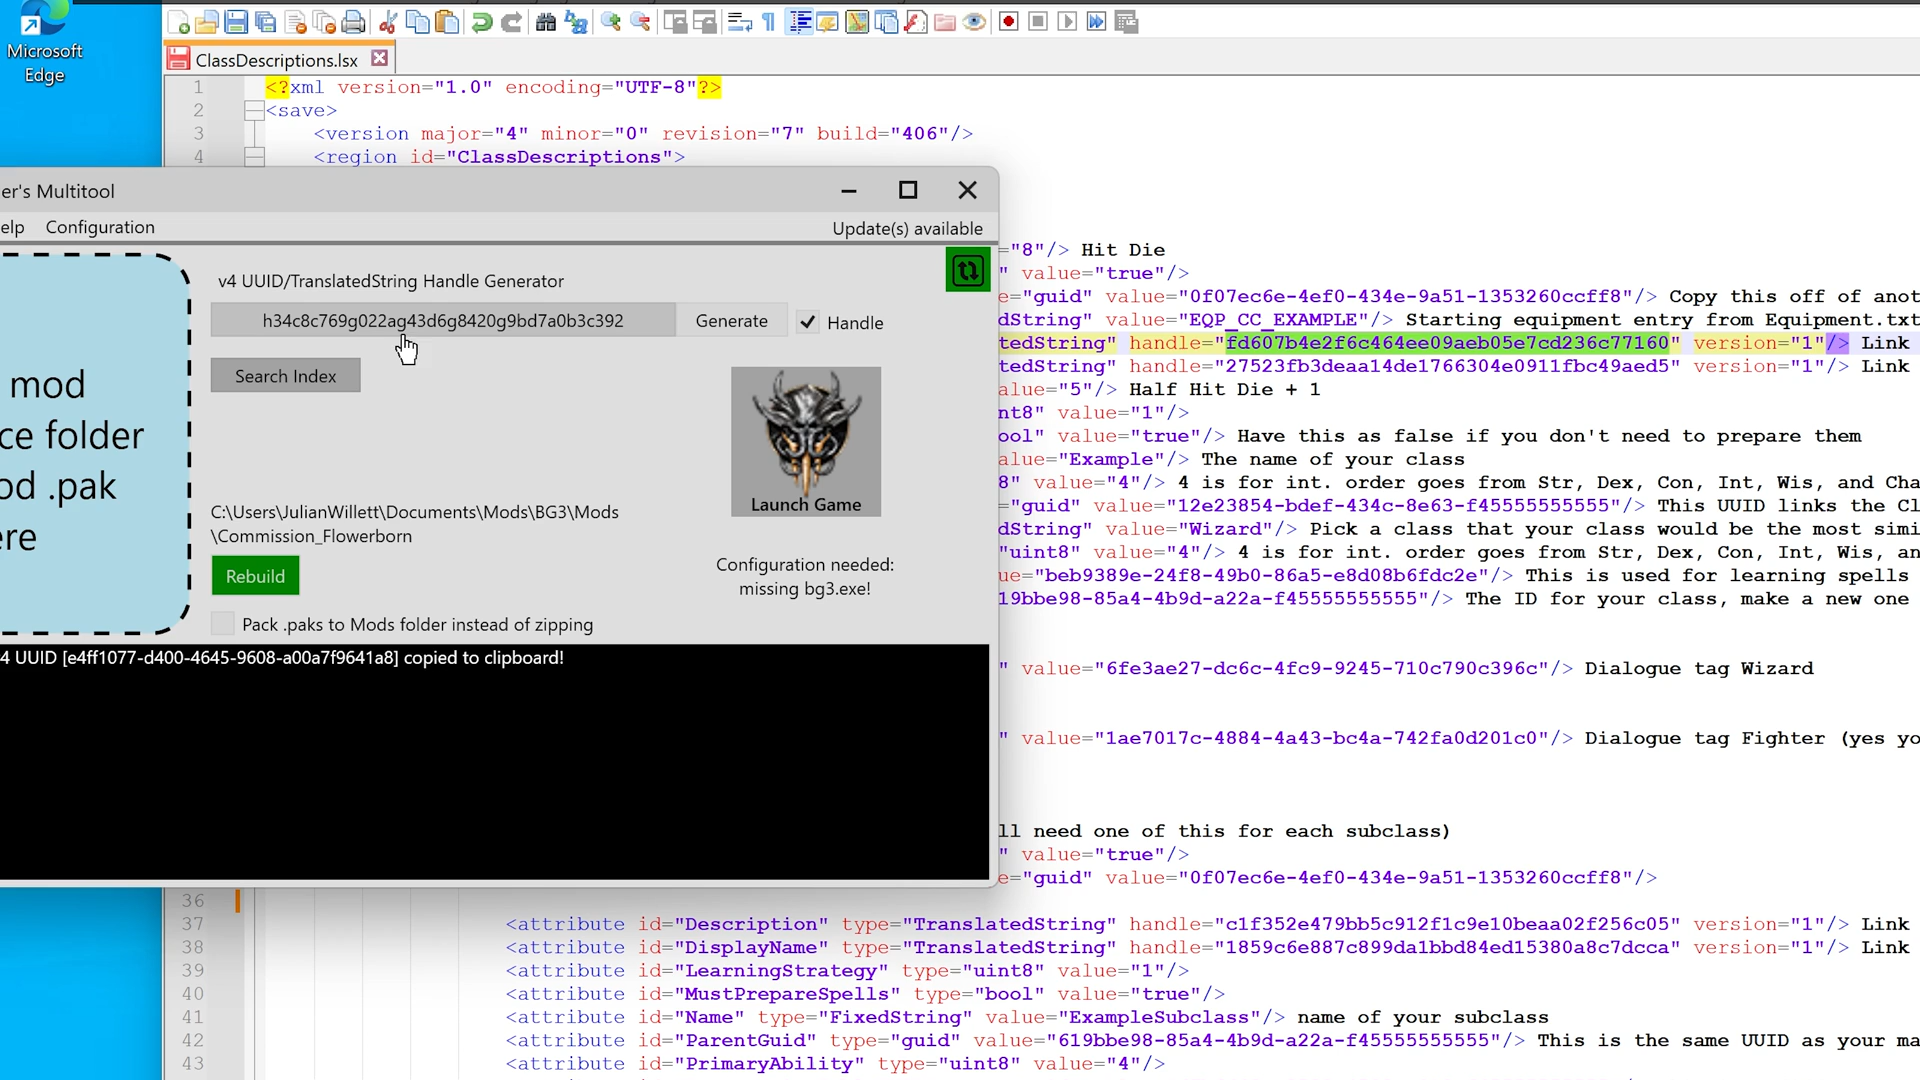 Microsoft
Edge
ClassDescriptions.lsx
1 <?xml version="1.0" encoding="UTF-8"?>
2 <save>
3 <version major="4" minor="0" revision="7" build="406"/>
4 <region id="ClassDescriptions">
er's Multitool
elp Configuration
Update(s) available
v4 UUID/TranslatedString Handle Generator
h34c8c769g022ag43d6g8420g9bd7a0b3c392
Generate
Handle
Search Index
mod
ce folder
od .pak
ere
Launch Game
C:\Users\JulianWillett\Documents\Mods\BG3\Mods
\Commission_Flowerborn
Rebuild
Configuration needed:
missing bg3.exe!
Pack .paks to Mods folder instead of zipping
4 UUID [e4ff1077-d400-4645-9608-a00a7f9641a8] copied to clipboard!
="8"/> Hit Die
" value="true"/>
e="guid" value="0f07ec6e-4ef0-434e-9a51-1353260ccff8"/> Copy this off of anot
dString" value="EQP_CC_EXAMPLE"/> Starting equipment entry from Equipment.txt
tedString" handle="fd607b4e2f6c464ee09aeb05e7cd236c77160" version="1"/> Link
tedString" handle="27523fb3deaa14de1766304e0911fbc49aed5" version="1"/> Link
alue="5"/> Half Hit Die + 1
nt8" value="1"/>
ool" value="true"/> Have this as false if you don't need to prepare them
alue="Example"/> The name of your class
8" value="4"/> 4 is for int. order goes from Str, Dex, Con, Int, Wis, and Cha
="guid" value="12e23854-bdef-434c-8e63-f45555555555"/> This UUID links the Cl
dString" value="Wizard"/> Pick a class that your class would be the most simi
"uint8" value="4"/> 4 is for int. order goes from Str, Dex, Con, Int, Wis, an
ue="beb9389e-24f8-49b0-86a5-e8d08b6fdc2e"/> This is used for learning spells
19bbe98-85a4-4b9d-a22a-f45555555555"/> The ID for your class, make a new one
" value="6fe3ae27-dc6c-4fc9-9245-710c790c396c"/> Dialogue tag Wizard
" value="1ae7017c-4884-4a43-bc4a-742fa0d201c0"/> Dialogue tag Fighter (yes yo
ll need one of this for each subclass)
" value="true"/>
e="guid" value="0f07ec6e-4ef0-434e-9a51-1353260ccff8"/>
36
37 <attribute id="Description" type="TranslatedString" handle="c1f352e479bb5c912f1c9e10beaa02f256c05" version="1"/> Link
38 <attribute id="DisplayName" type="TranslatedString" handle="1859c6e887c899da1bbd84ed15380a8c7dcca" version="1"/> Link
39 <attribute id="LearningStrategy" type="uint8" value="1"/>
40 <attribute id="MustPrepareSpells" type="bool" value="true"/>
41 <attribute id="Name" type="FixedString" value="ExampleSubclass"/> name of your subclass
42 <attribute id="ParentGuid" type="guid" value="619bbe98-85a4-4b9d-a22a-f45555555555"/> This is the same UUID as your ma
43 <attribute id="PrimaryAbility" type="uint8" value="4"/>